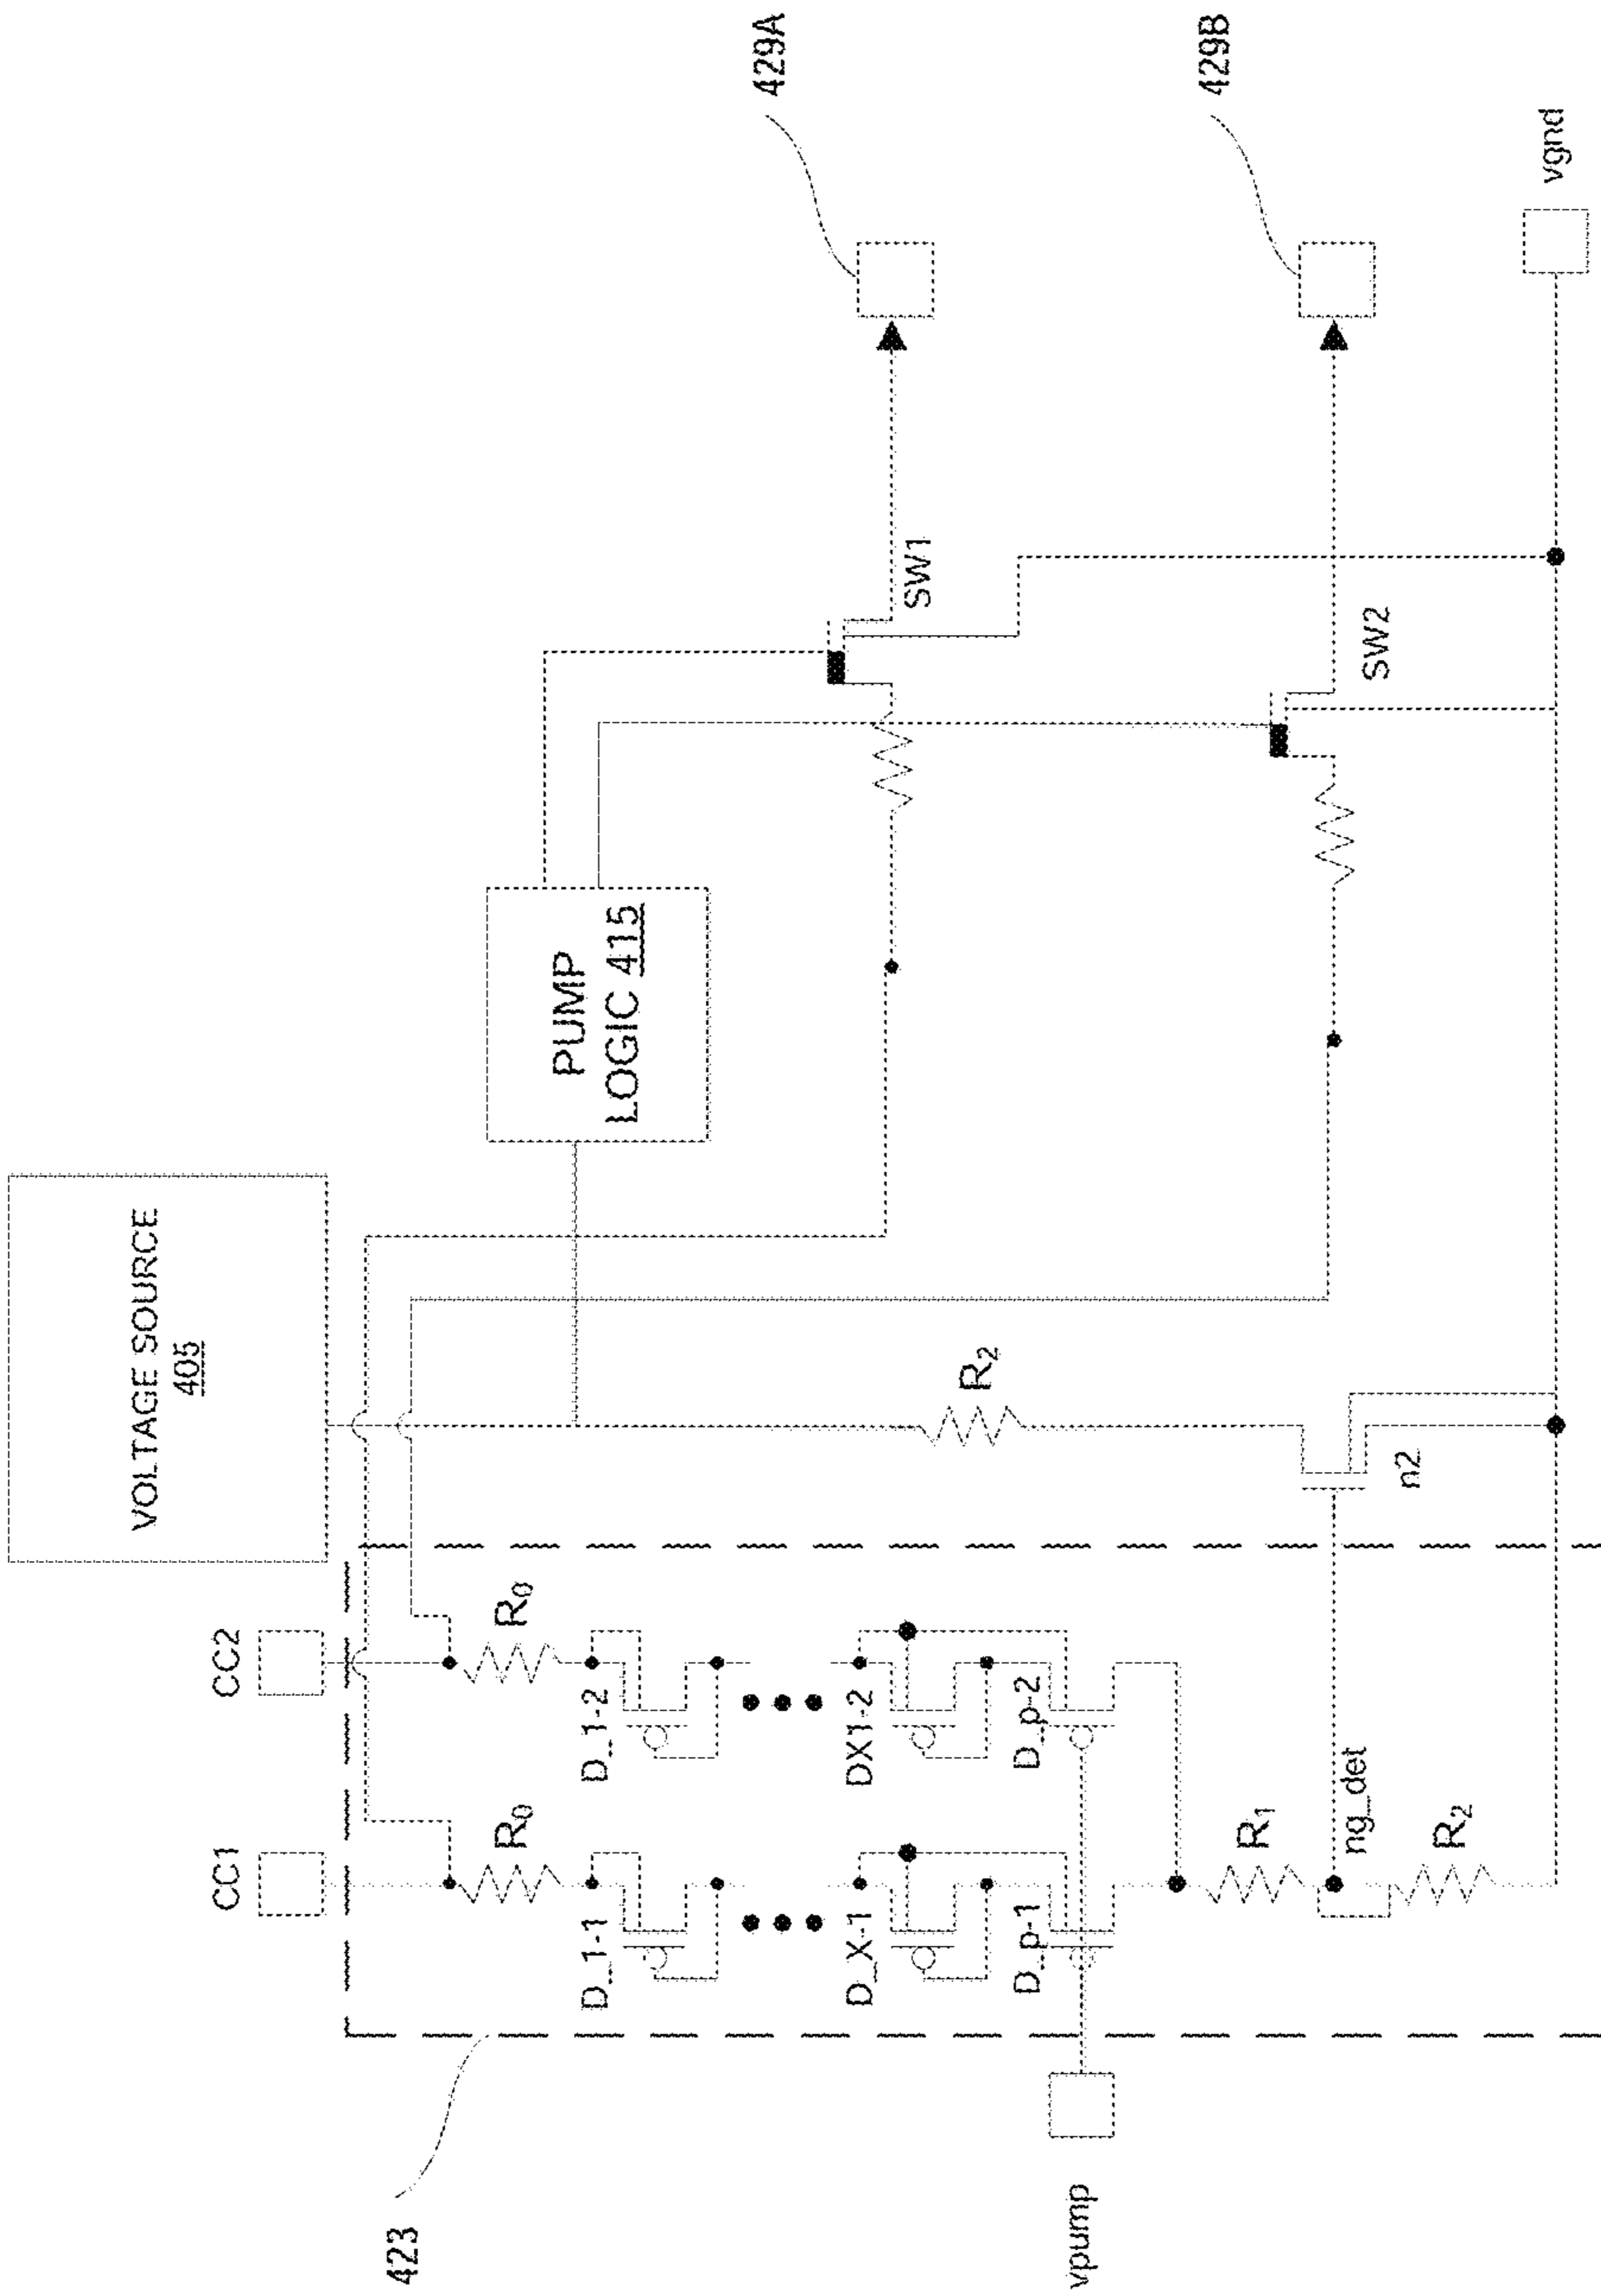 VOLTAGE SOURCE
405
CC1
CC2
423
R0
R0
D_1-1
D_1-2
PUMP
LOGIC 415
429A
SW1
D_X-1
DX1-2
R2
D_p-1
D_p-2
vpump
R1
ng_det
R2
n2
SW2
429B
vgnd